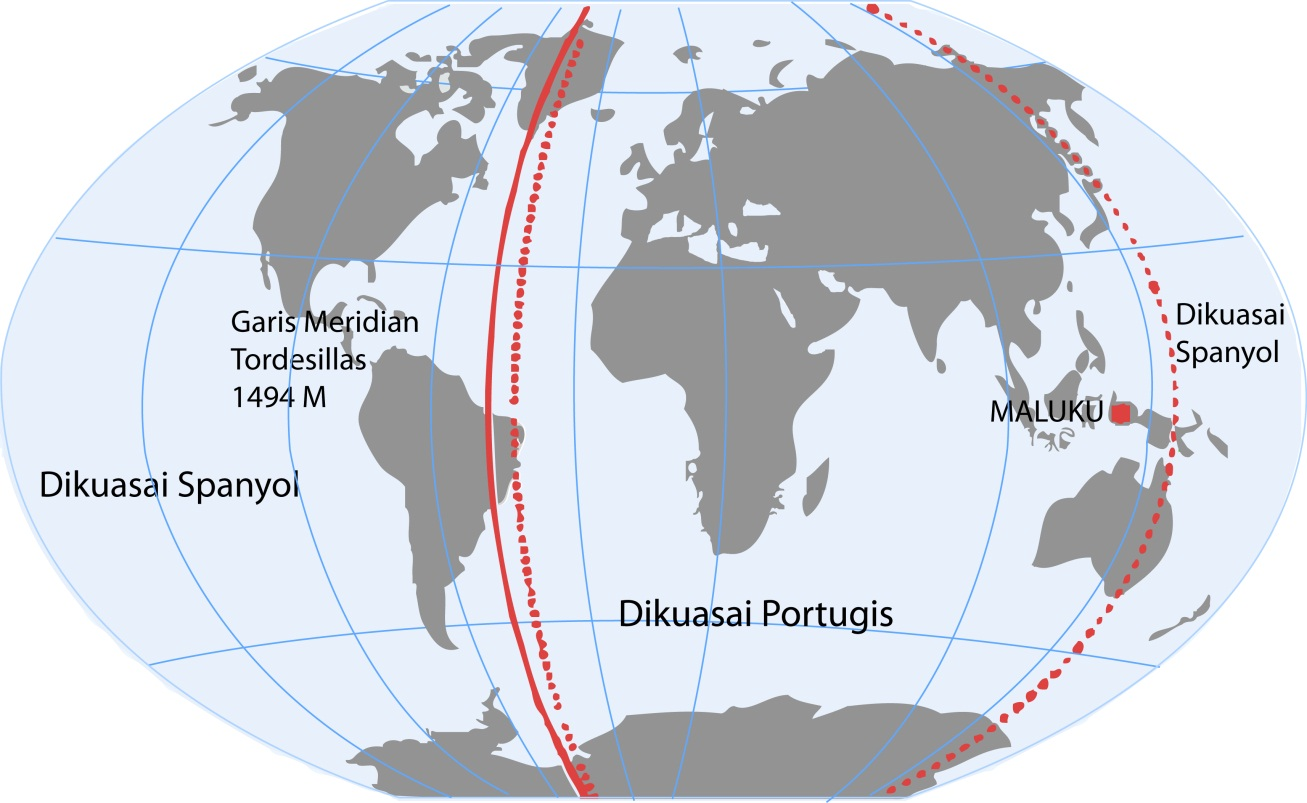 Garis Meridian
Tordesillas
1494 M
Dikuasai
Spanyol
MALUKU
Dikuasai Spanyol
Dikuasai Portugis